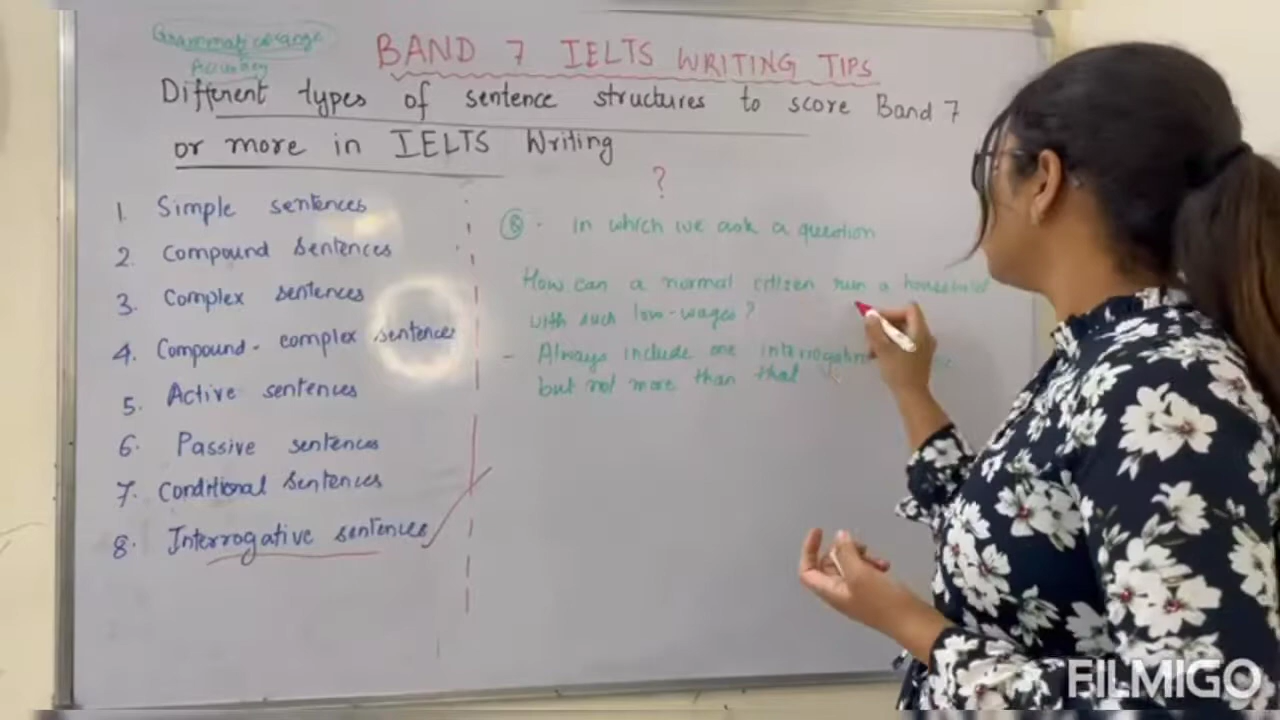 Grammatical range
Accuracy
BAND 7 IELTS WRITING TIPS
Different types of sentence structures to score Band 7
or more in IELTS Writing
1. Simple sentences
2. Compound sentences
3. Complex sentences
4. Compound-complex sentences
5. Active sentences
6. Passive sentences
7. Conditional sentences
8. Interrogative sentences
?
8. In which we ask a question
How can a normal citizen run a household
with such low-wages?
- Always include one
but not more than that
FILMIGO